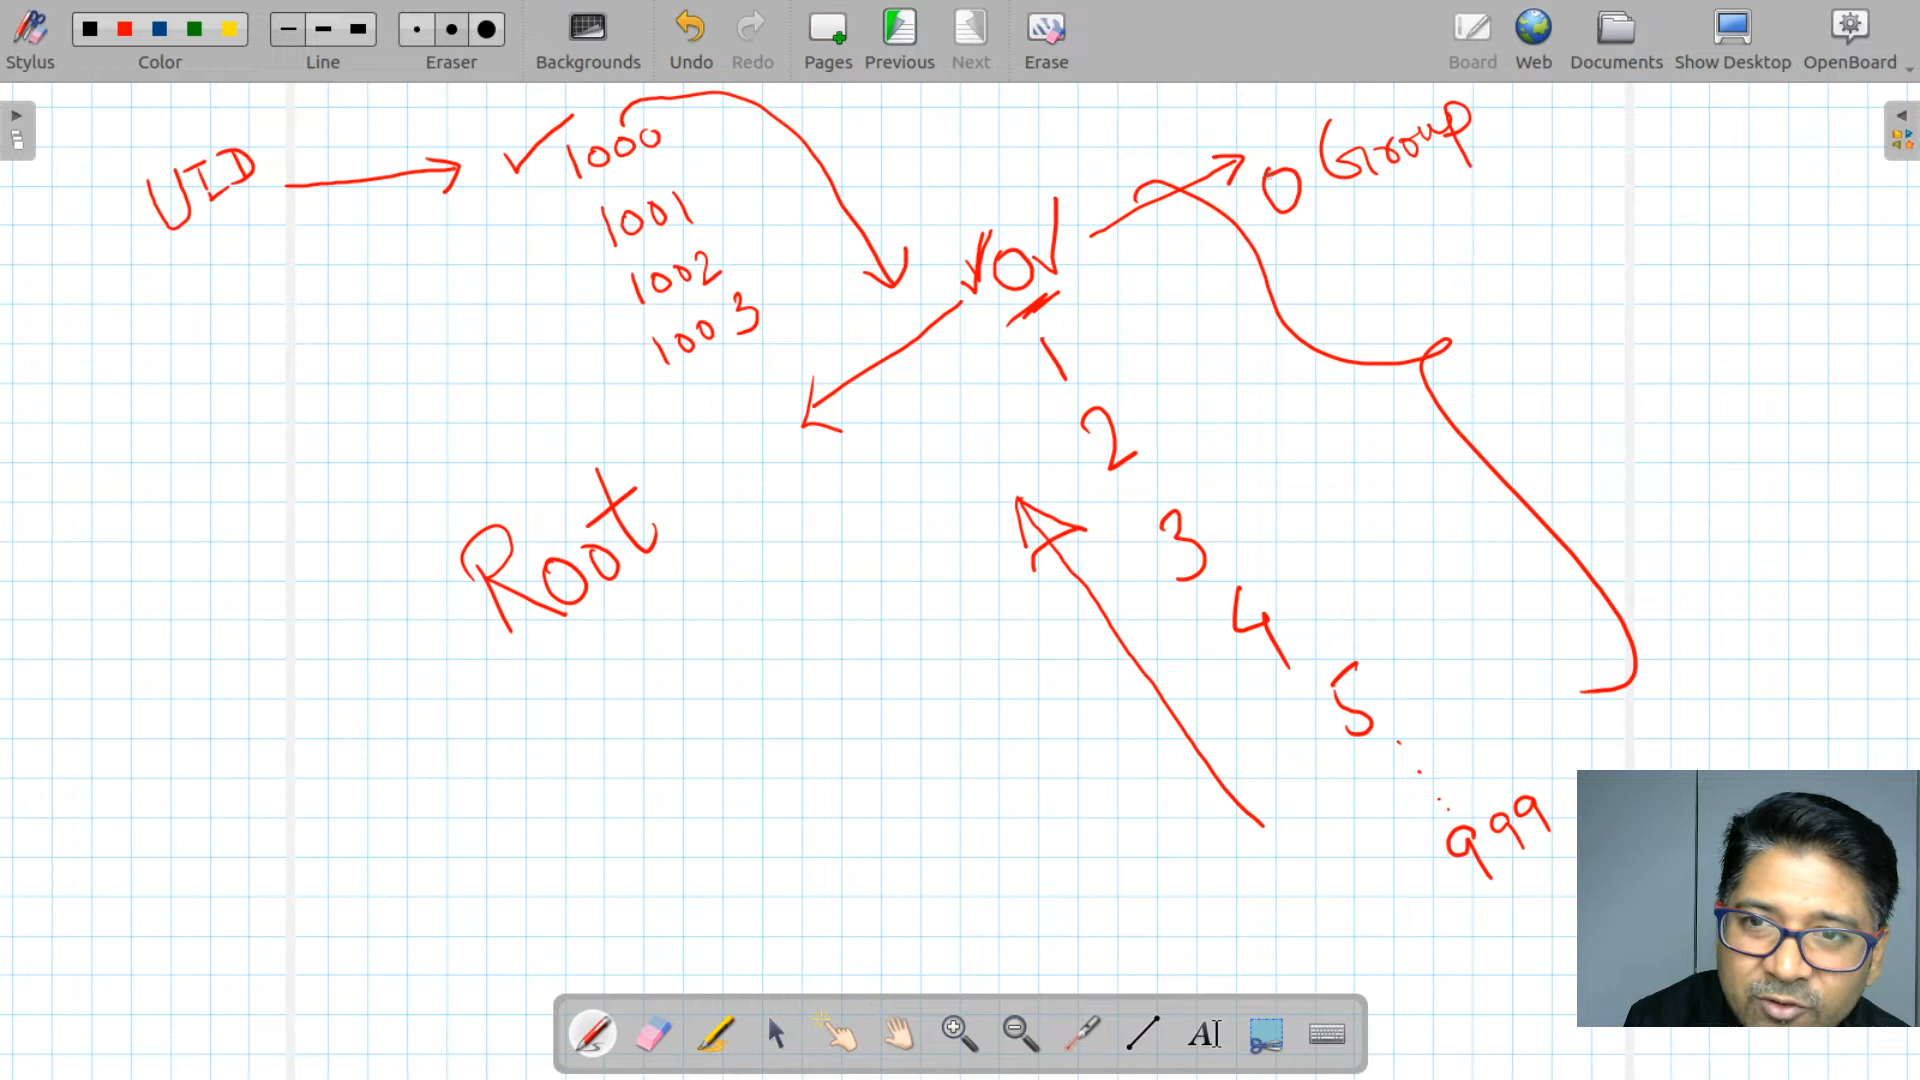 Stylus
Color
Line
Eraser
Backgrounds
Undo
Redo
Pages
Previous
Next
Erase
Board
Web
Documents
Show Desktop
OpenBoard
UID
1000
1001
1002
1003
0
0 Group
1
2
3
4
5
...
999
Root
A